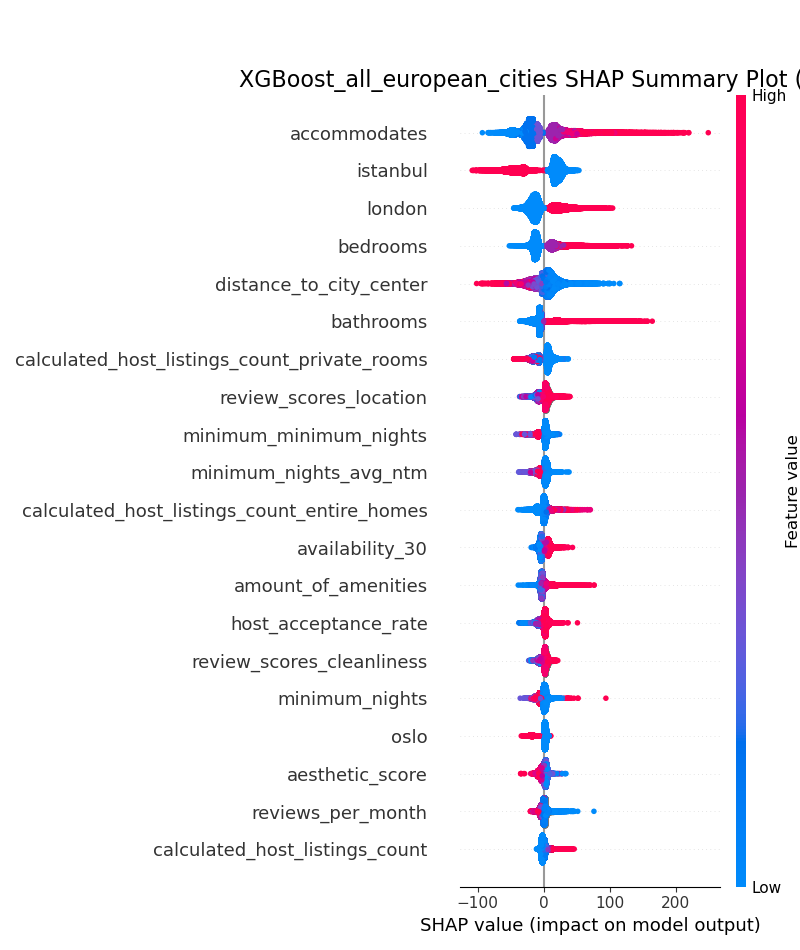 XGBoost_all_european_cities SHAP Summary Plot (
High
accommodates
istanbul
london
bedrooms
distance_to_city_center
bathrooms
calculated_host_listings_count_private_rooms
review_scores_location
minimum_minimum_nights
minimum_nights_avg_ntm
calculated_host_listings_count_entire_homes
availability_30
amount_of_amenities
host_acceptance_rate
review_scores_cleanliness
minimum_nights
oslo
aesthetic_score
reviews_per_month
calculated_host_listings_count
Feature value
Low
−100 0 100 200
SHAP value (impact on model output)